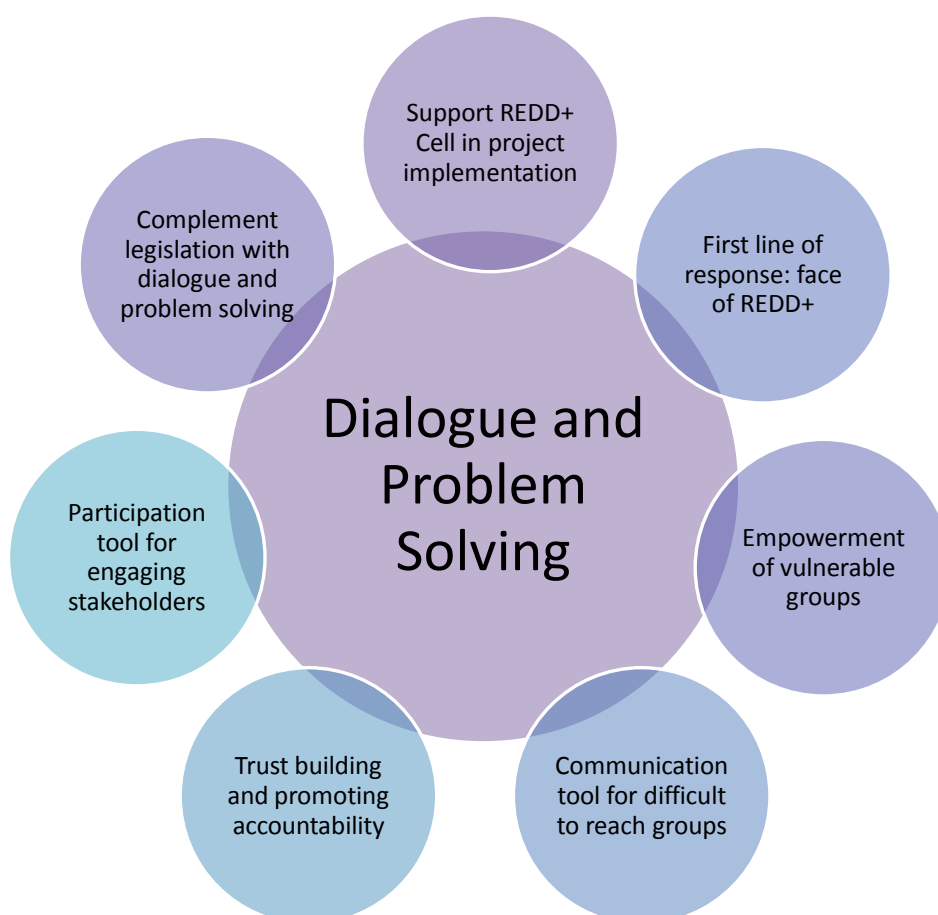 Support REDD+
Cell in project
implementation
First line of
response: face
of REDD+
Empowerment
of vulnerable
groups
Communication
tool for difficult
to reach groups
Trust building
and promoting
accountability
Participation
tool for
engaging
stakeholders
Complement
legislation with
dialogue and
problem solving
Dialogue and
Problem
Solving